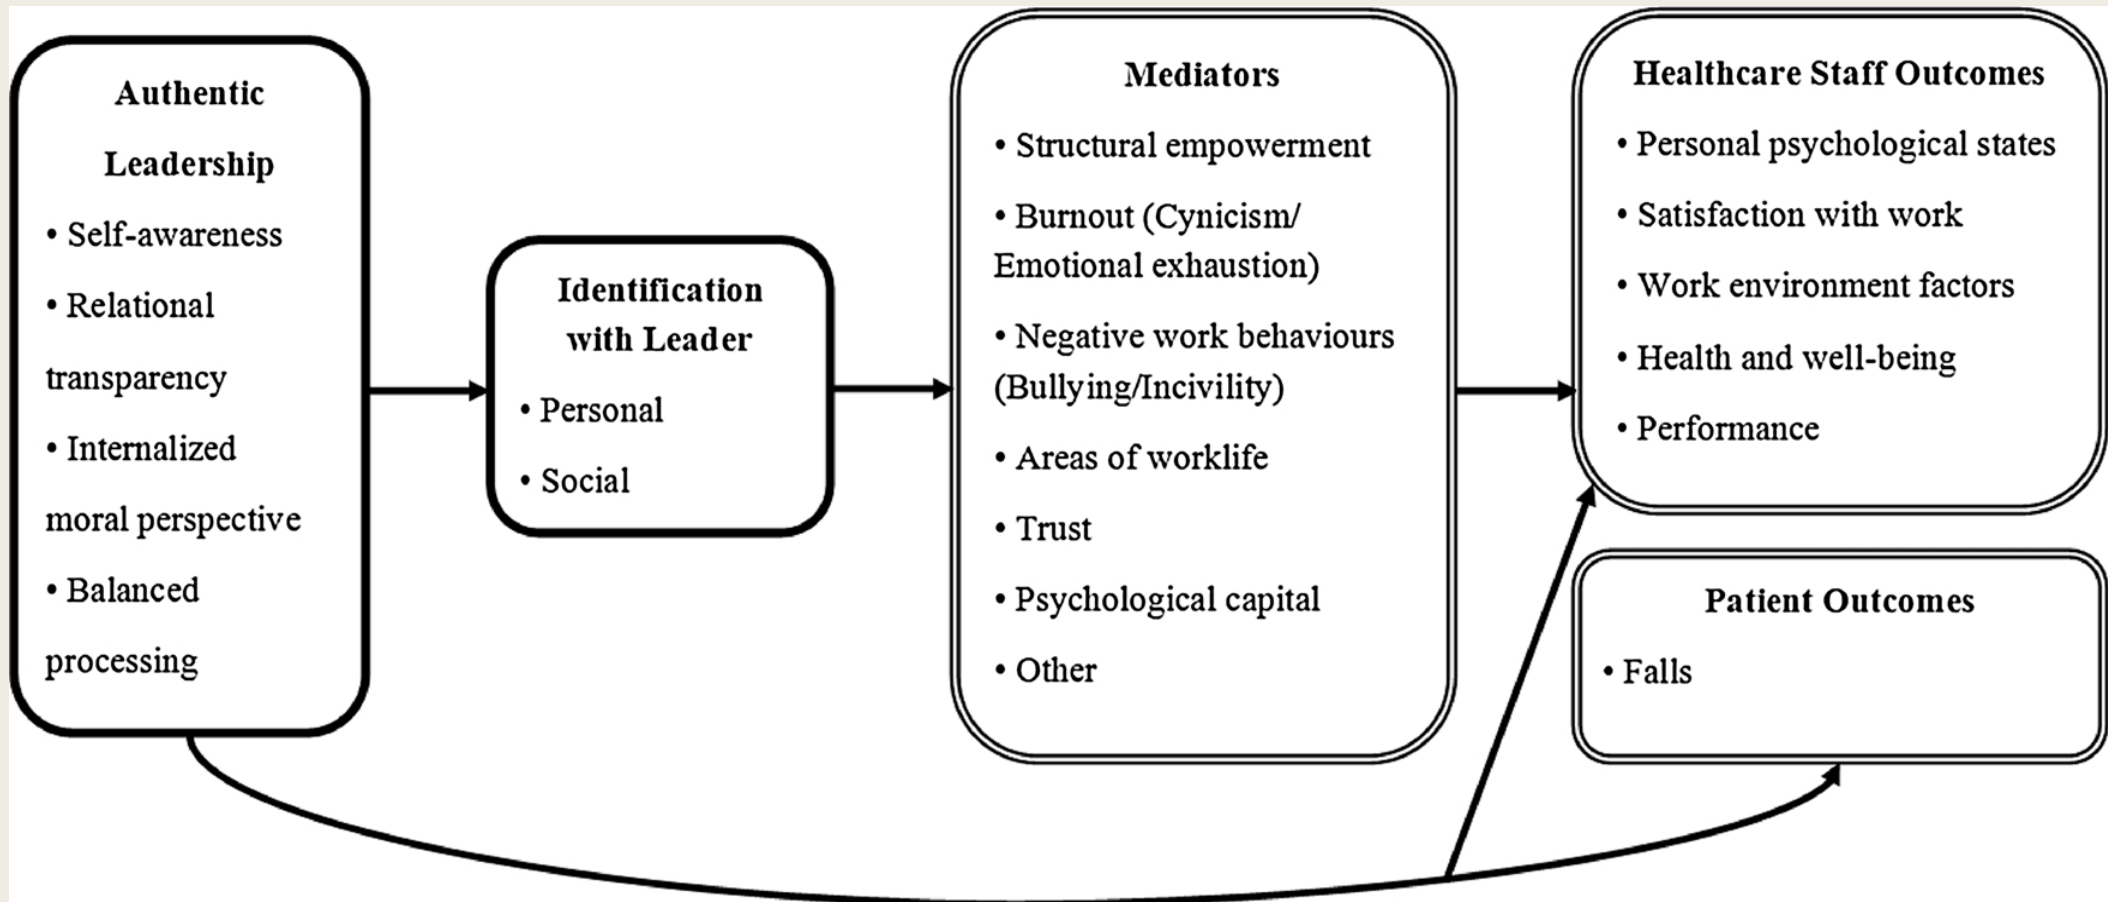 Authentic
Leadership
• Self-awareness
• Relational
transparency
• Internalized
moral perspective
• Balanced
processing
Identification
with Leader
• Personal
• Social
Mediators
• Structural empowerment
• Burnout (Cynicism/
Emotional exhaustion)
• Negative work behaviours
(Bullying/Incivility)
• Areas of worklife
• Trust
• Psychological capital
• Other
Healthcare Staff Outcomes
• Personal psychological states
• Satisfaction with work
• Work environment factors
• Health and well-being
• Performance
Patient Outcomes
• Falls